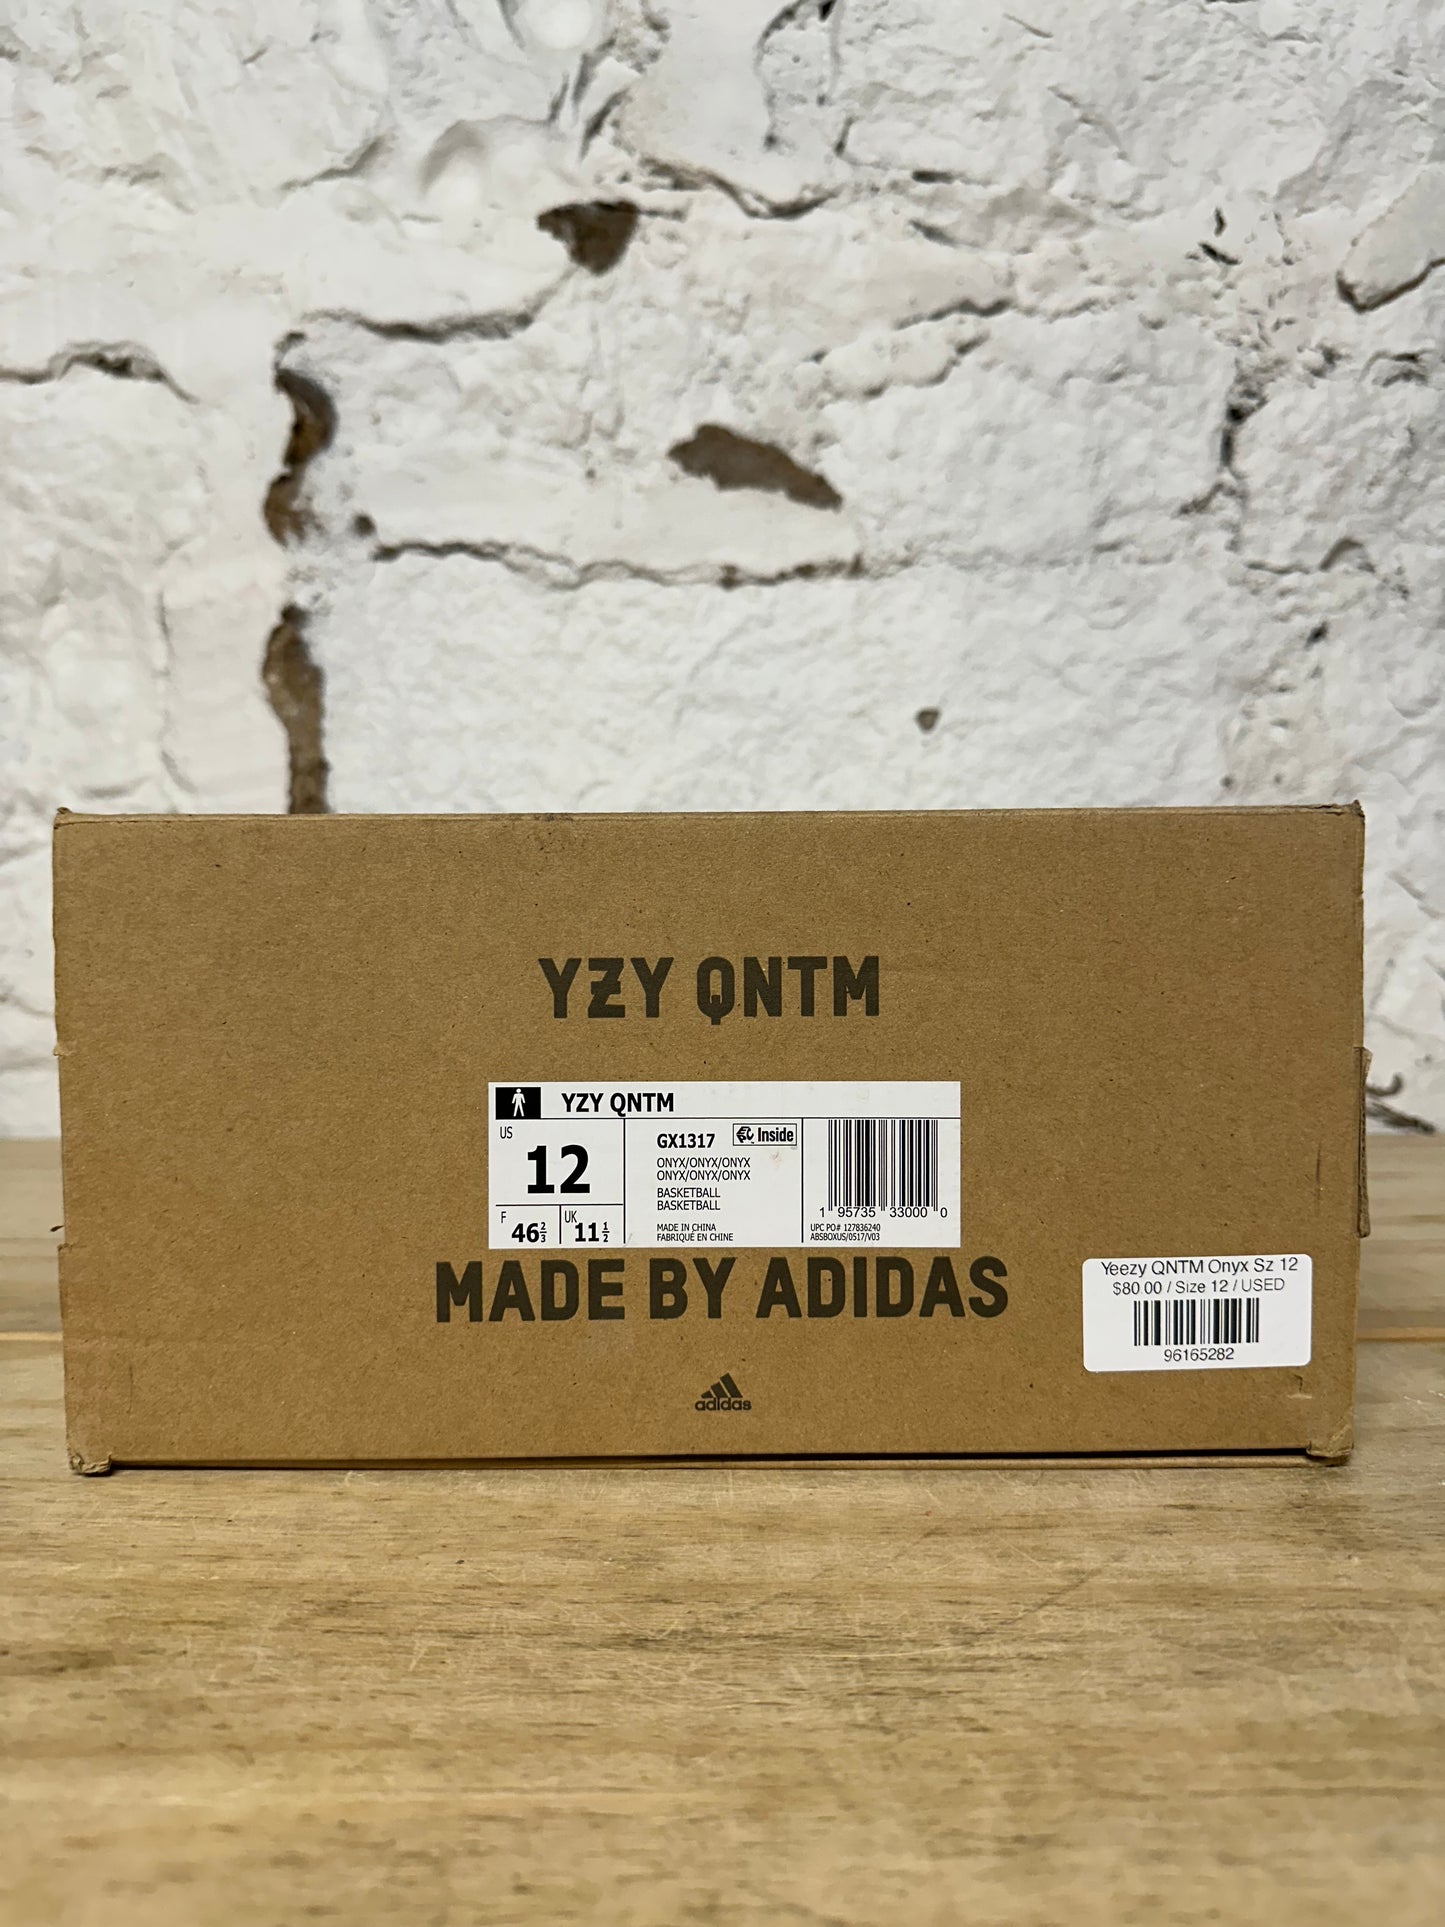 YZY QNTM
YZY QNTM
US
12
F
46 2/3
UK
11 1/2
GX1317
Inside
ONYX/ONYX/ONYX
ONYX/ONYX/ONYX
BASKETBALL
BASKETBALL
MADE IN CHINA
FABRIQUÉ EN CHINE
1 95735 33000 0
UPC PO# 127836240
ABSBOXUS/0517/V03
MADE BY ADIDAS
adidas
Yeezy QNTM Onyx Sz 12
$80.00 / Size 12 / USED
96165282